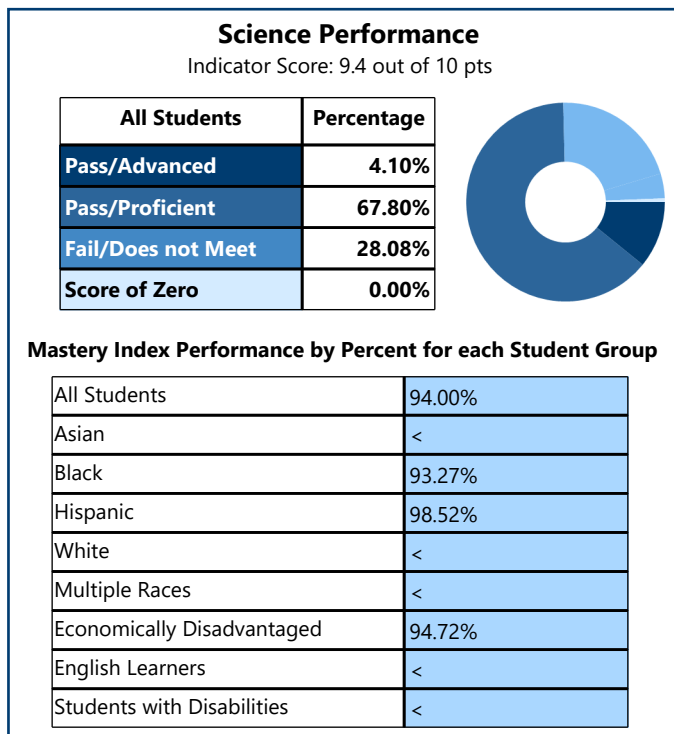 Science Performance
Indicator Score: 9.4 out of 10 pts
All Students Percentage
Pass/Advanced 4.10%
Pass/Proficient 67.80%
Fail/Does not Meet 28.08%
Score of Zero 0.00%
Mastery Index Performance by Percent for each Student Group
All Students 94.00%
Asian <
Black 93.27%
Hispanic 98.52%
White <
Multiple Races <
Economically Disadvantaged 94.72%
English Learners <
Students with Disabilities <